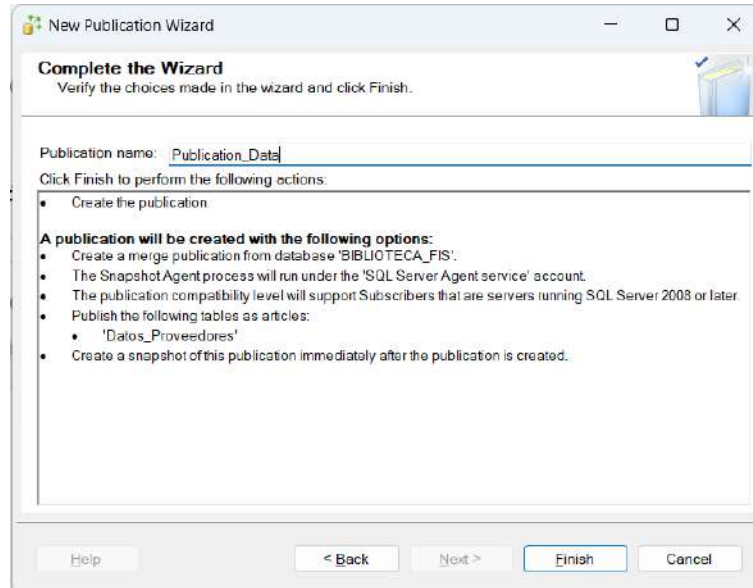 New Publication Wizard
Complete the Wizard
Verify the choices made in the wizard and click Finish.
Publication name: Publication_Data
Click Finish to perform the following actions:
• Create the publication
A publication will be created with the following options:
• Create a merge publication from database 'BIBLIOTECA_FIS'.
• The Snapshot Agent process will run under the 'SQL Server Agent service' account.
• The publication compatibility level will support Subscribers that are servers running SQL Server 2008 or later.
• Publish the following tables as articles:
• 'Datos_Proveedores'
• Create a snapshot of this publication immediately after the publication is created.
Help < Back Next > Finish Cancel